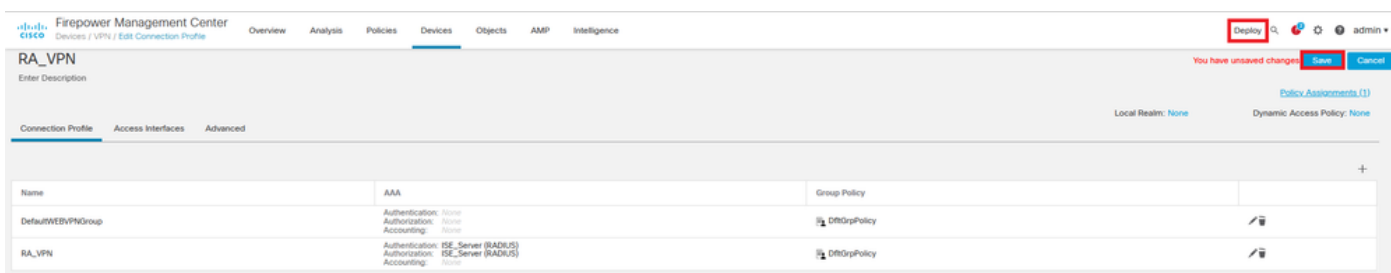 CISCO
Firepower Management Center
Devices / VPN / Edit Connection Profile
Overview Analysis Policies Devices Objects AMP Intelligence
Deploy admin
RA_VPN
You have unsaved changes Save Cancel
Enter Description
Policy Assignments (1)
Local Realm: None Dynamic Access Policy: None
Connection Profile Access Interfaces Advanced
Name AAA Group Policy
DefaultWEBVPNGroup
Authentication: None
Authorization: None
Accounting: None
DfltGrpPolicy
RA_VPN
Authentication: ISE_Server (RADIUS)
Authorization: ISE_Server (RADIUS)
Accounting: None
DfltGrpPolicy